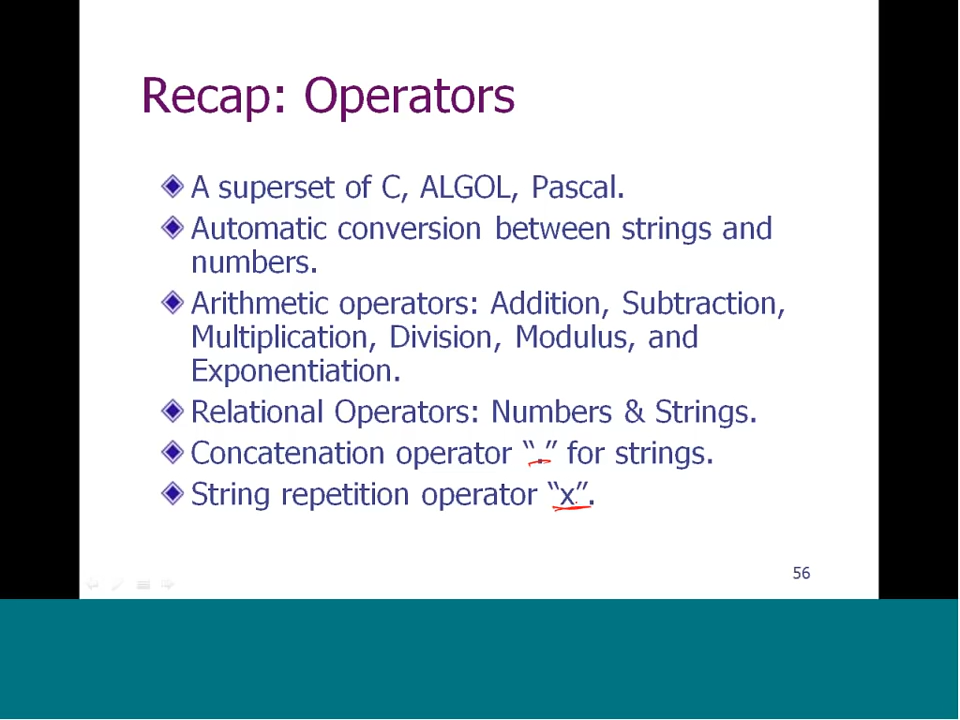 Recap: Operators
A superset of C, ALGOL, Pascal.
Automatic conversion between strings and
numbers.
Arithmetic operators: Addition, Subtraction,
Multiplication, Division, Modulus, and
Exponentiation.
Relational Operators: Numbers & Strings.
Concatenation operator “.” for strings.
String repetition operator “x”.
56